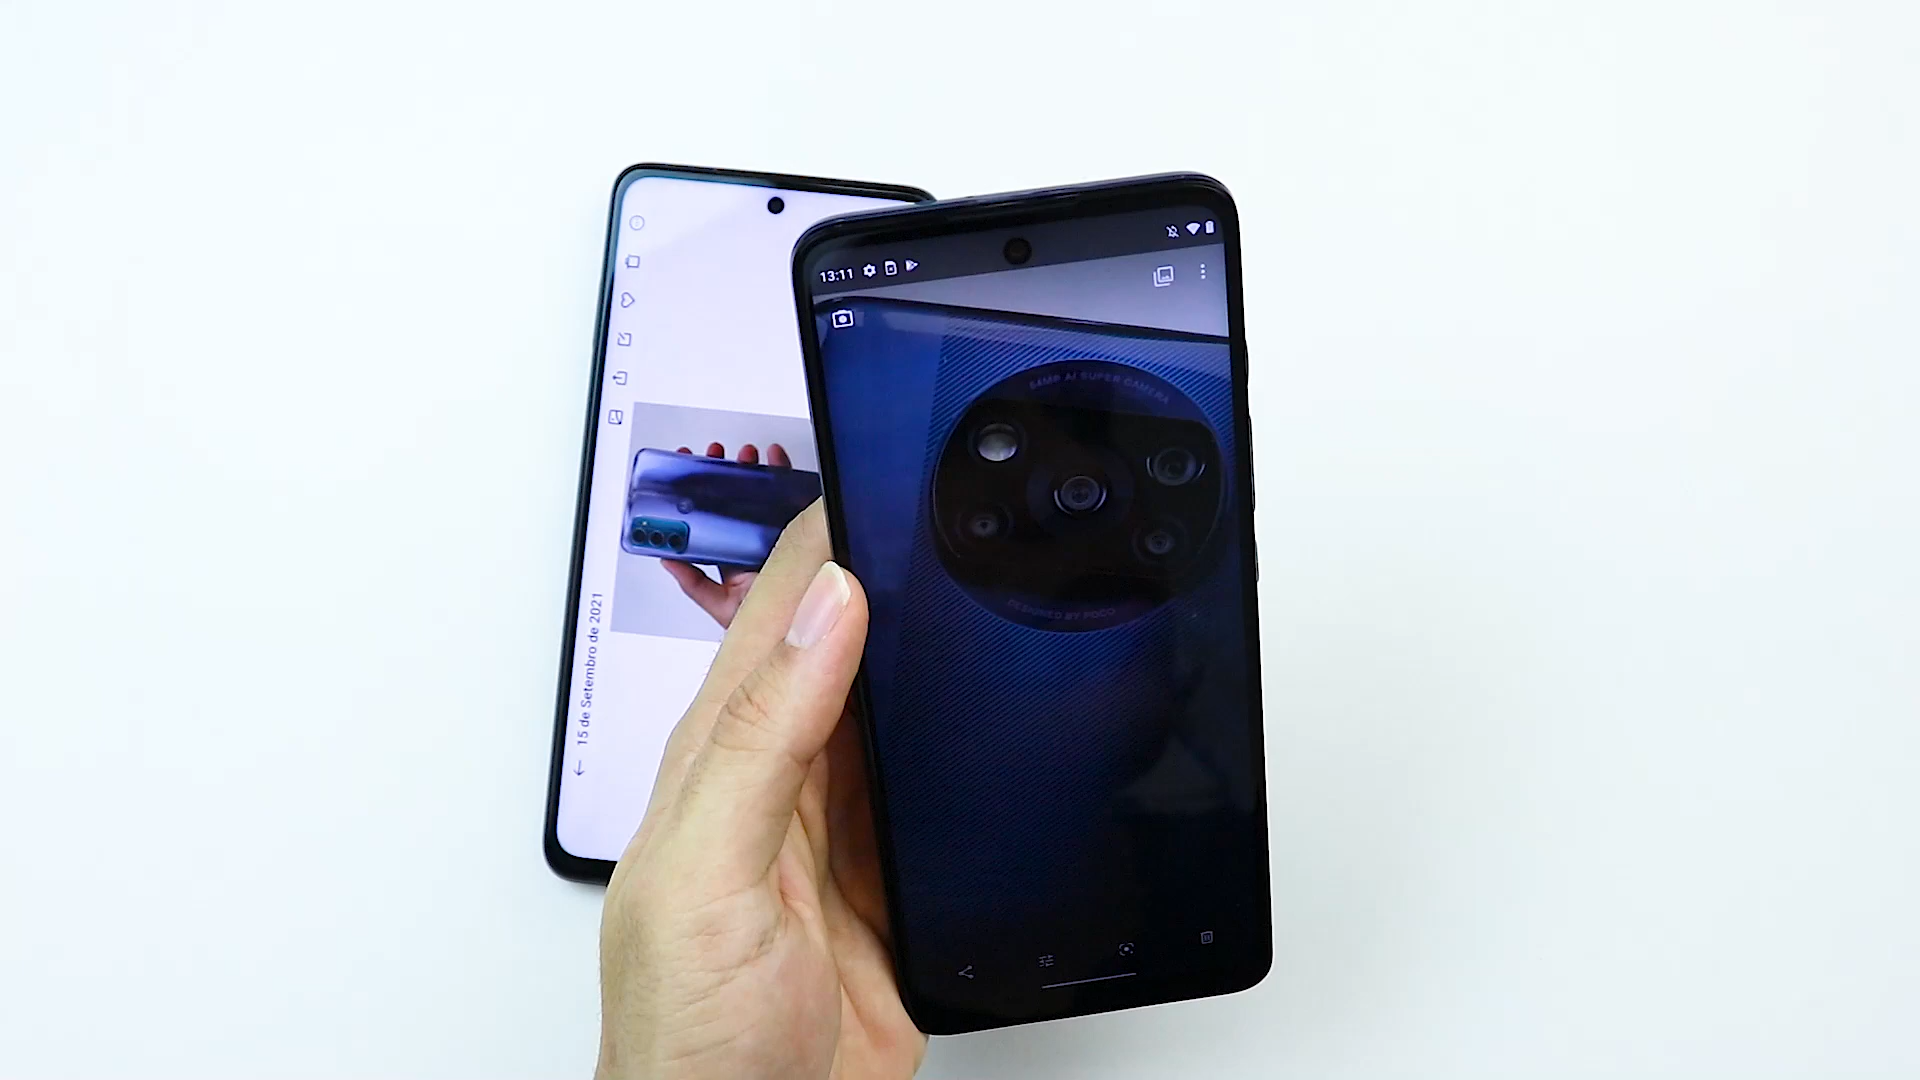 13:11
64MP AI SUPER CAMERA
DESIGNED BY POCO
15 de Setembro de 2021